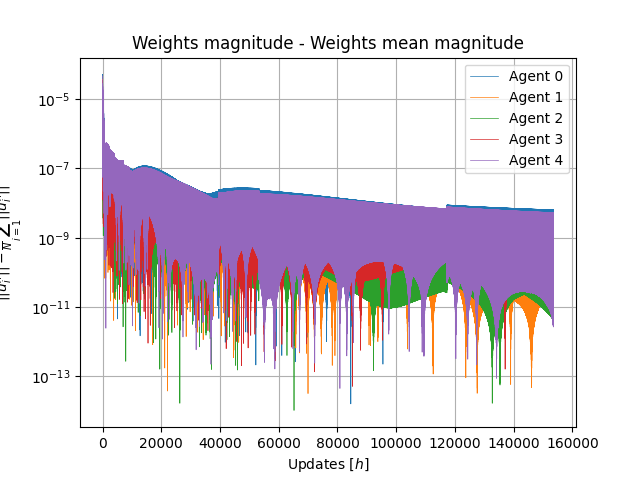 Weights magnitude - Weights mean magnitude
Agent 0
Agent 1
Agent 2
Agent 3
Agent 4
10⁻⁵
10⁻⁷
10⁻⁹
10⁻¹¹
10⁻¹³
0 20000 40000 60000 80000 100000 120000 140000 160000
Updates [h]